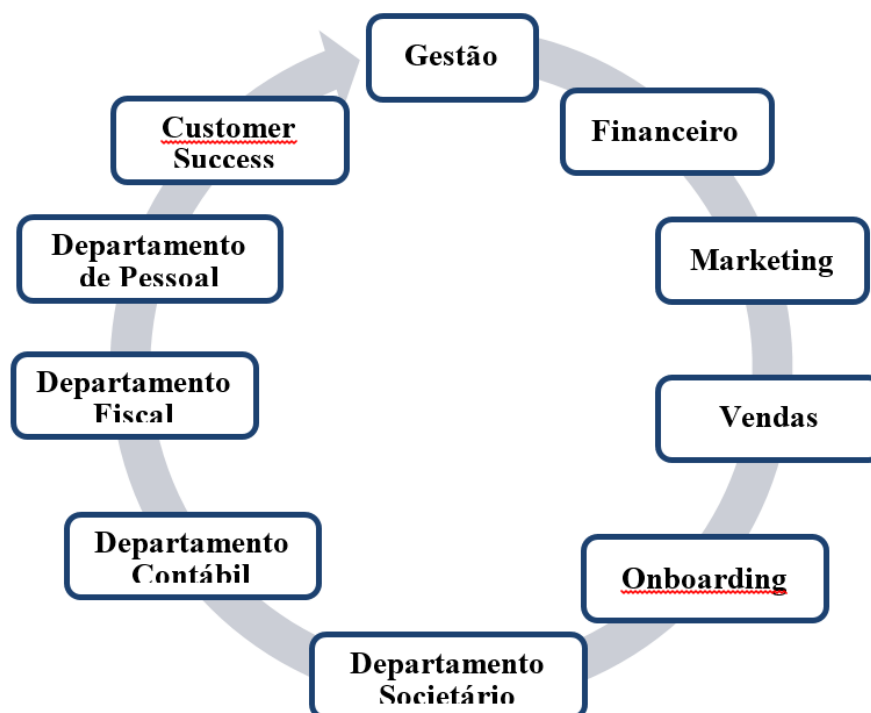 Gestão
Financeiro
Marketing
Vendas
Onboarding
Departamento
Societário
Departamento
Contábil
Departamento
Fiscal
Departamento
de Pessoal
Customer
Success